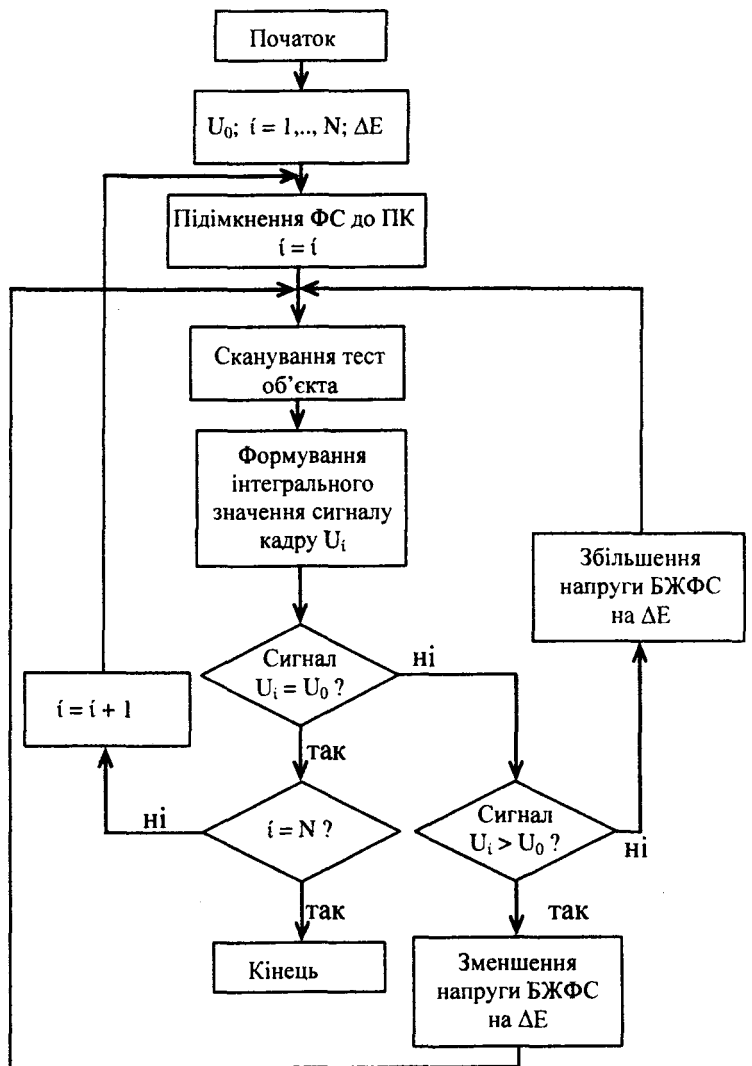 Початок
U₀; i = 1,.., N; ΔE
Підімкнення ФС до ПК
i = i
Сканування тест
об’єкта
Формування
інтегрального
значення сигналу
кадру Uᵢ
Збільшення
напруги БЖФС
на ΔE
Сигнал
Uᵢ = U₀ ?
ні
так
i = i + 1
ні
i = N ?
так
Сигнал
Uᵢ > U₀ ?
ні
так
Кінець
Зменшення
напруги БЖФС
на ΔE